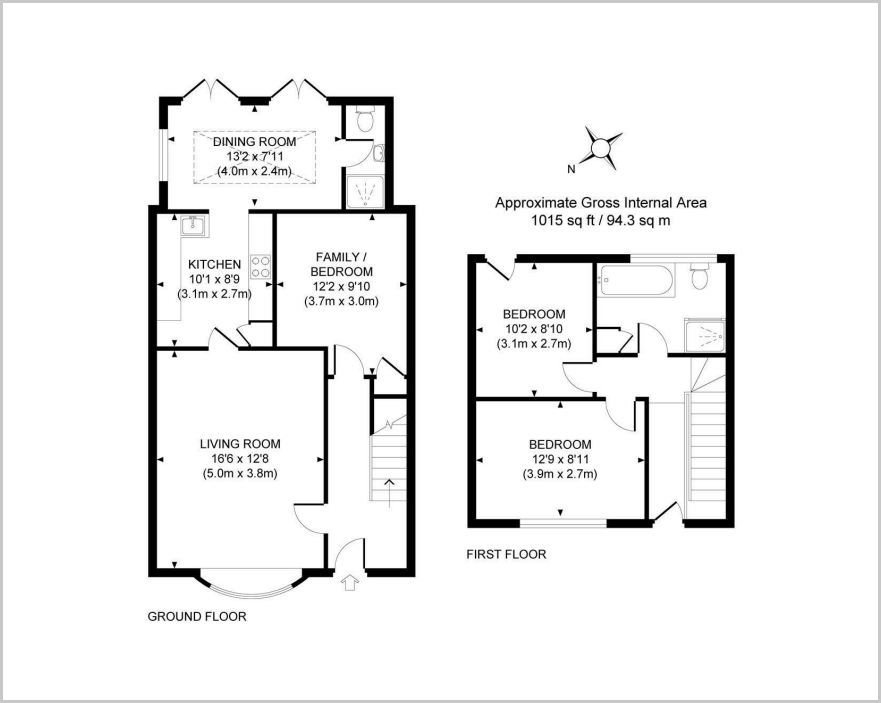 DINING ROOM
13'2 x 7'11
(4.0m x 2.4m)
N
Approximate Gross Internal Area
1015 sq ft / 94.3 sq m
KITCHEN
10'1 x 8'9
(3.1m x 2.7m)
FAMILY /
BEDROOM
12'2 x 9'10
(3.7m x 3.0m)
BEDROOM
10'2 x 8'10
(3.1m x 2.7m)
LIVING ROOM
16'6 x 12'8
(5.0m x 3.8m)
BEDROOM
12'9 x 8'11
(3.9m x 2.7m)
FIRST FLOOR
GROUND FLOOR